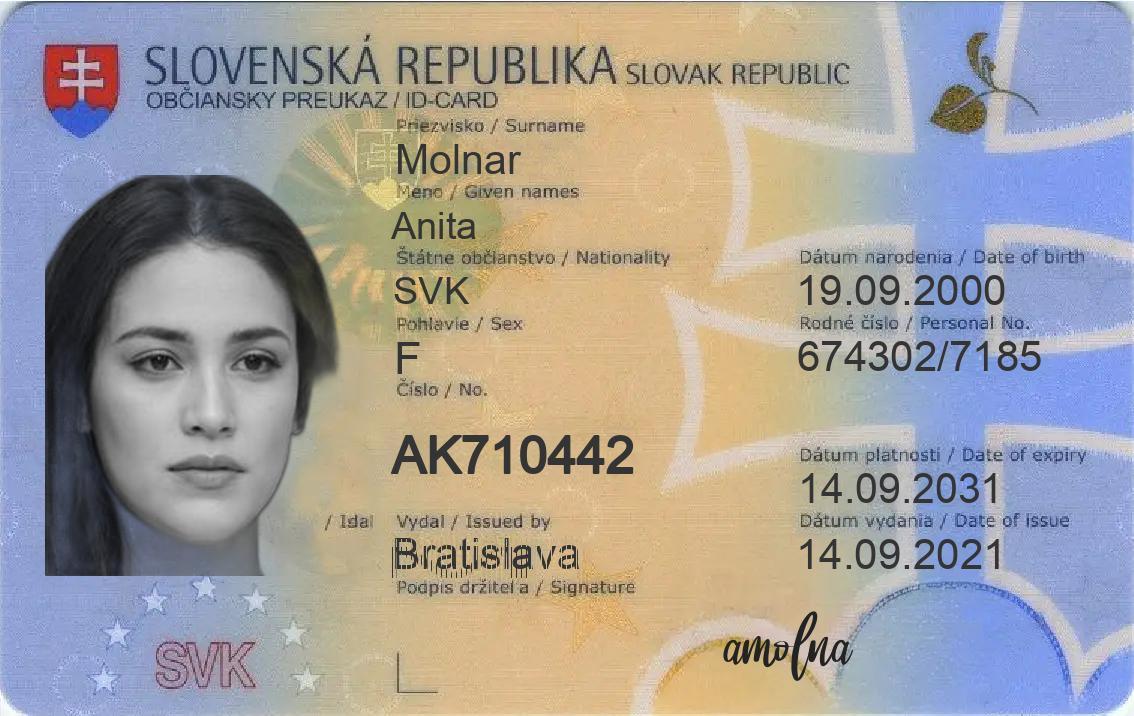 SLOVENSKÁ REPUBLIKA SLOVAK REPUBLIC
OBČIANSKY PREUKAZ / ID-CARD
Priezvisko / Surname
Molnar
Meno / Given names
Anita
Štátne občianstvo / Nationality
SVK
Dátum narodenia / Date of birth
19.09.2000
Pohlavie / Sex
F
Rodné číslo / Personal No.
674302/7185
Číslo / No.
AK710442
Dátum platnosti / Date of expiry
14.09.2031
/ Idal
Vydal / Issued by
Bratislava
Dátum vydania / Date of issue
14.09.2021
Podpis držiteľa / Signature
amolna
SVK